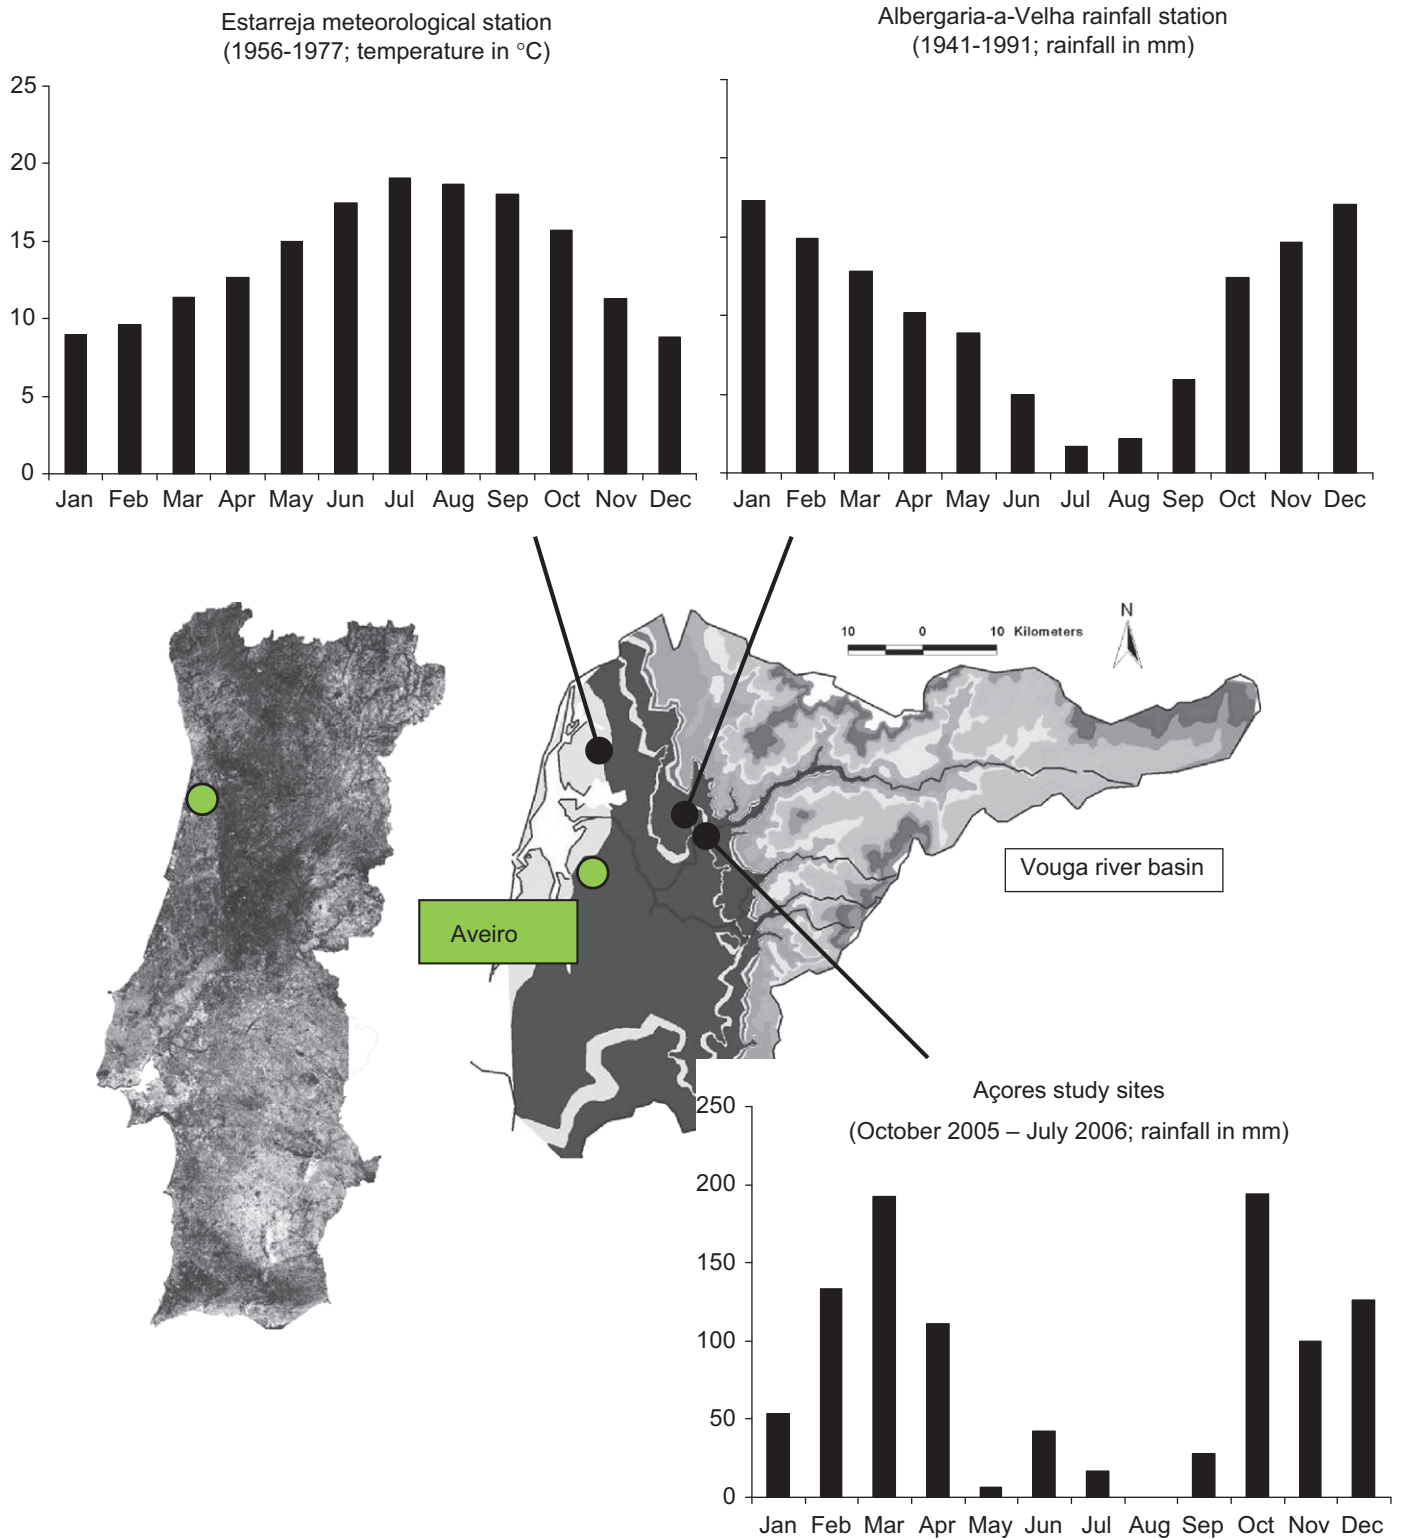 Estarreja meteorological station
(1956-1977; temperature in °C)
Albergaria-a-Velha rainfall station
(1941-1991; rainfall in mm)
25
20
15
10
5
0
Jan Feb Mar Apr May Jun Jul Aug Sep Oct Nov Dec
Jan Feb Mar Apr May Jun Jul Aug Sep Oct Nov Dec
10 0 10 Kilometers
N
Vouga river basin
Aveiro
Açores study sites
(October 2005 – July 2006; rainfall in mm)
250
200
150
100
50
0
Jan Feb Mar Apr May Jun Jul Aug Sep Oct Nov Dec